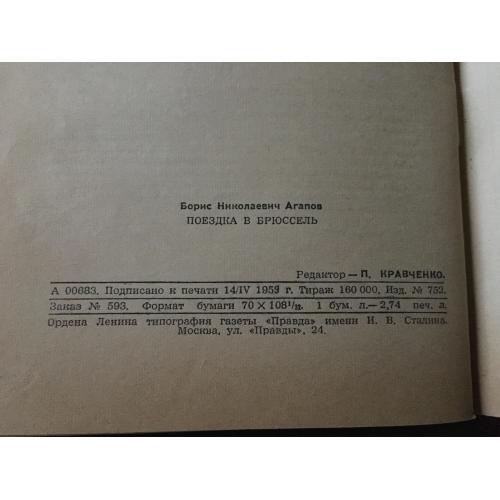 Борис Николаевич Агапов
ПОЕЗДКА В БРЮССЕЛЬ
Редактор — П. КРАВЧЕНКО.
А 00683. Подписано к печати 14/IV 1959 г. Тираж 160 000. Изд. № 752.
Заказ № 593. Формат бумаги 70 × 108¹/₃₂. 1 бум. л.— 2,74 печ. л.
Ордена Ленина типография газеты «Правда» имени И. В. Сталина.
Москва, ул. «Правды», 24.